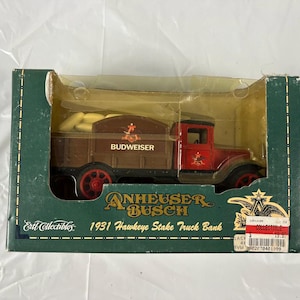 BUDWEISER
ANHEUSER
BUSCH
Ertl Collectibles
1931 Hawkeye Stake Truck Bank